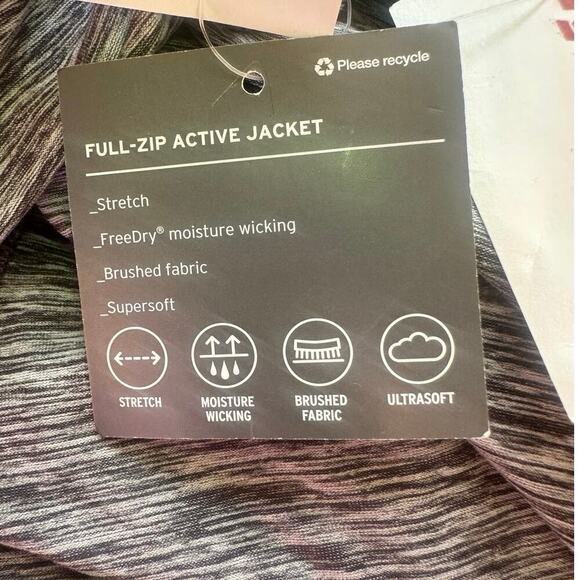 Please recycle
FULL-ZIP ACTIVE JACKET
_Stretch
_FreeDry® moisture wicking
_Brushed fabric
_Supersoft
STRETCH
MOISTURE
WICKING
BRUSHED
FABRIC
ULTRASOFT